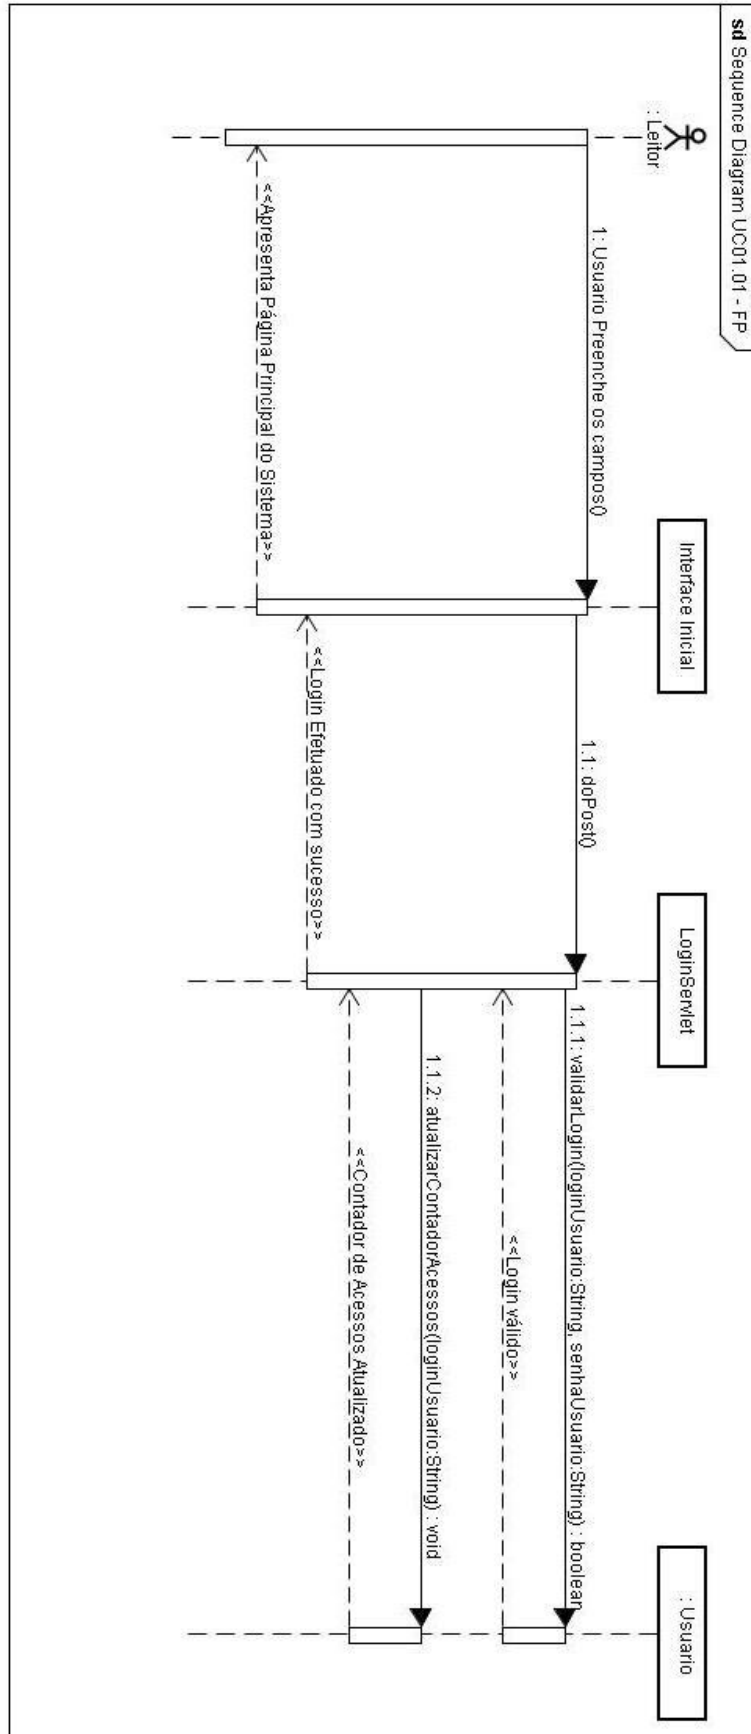 sd Sequence Diagram UC01.01 - FP
: Leitor
Interface Inicial
LoginServlet
: Usuario
1: Usuario Preenche os campos()
1.1: doPost()
1.1.1: validarLogin(loginUsuario:String, senhaUsuario:String) : boolean
<<Login válido>>
1.1.2: atualizarContadorAcessos(loginUsuario:String) : void
<<Contador de Acessos Atualizado>>
<<Login Efetuado com sucesso>>
<<Apresenta Página Principal do Sistema>>